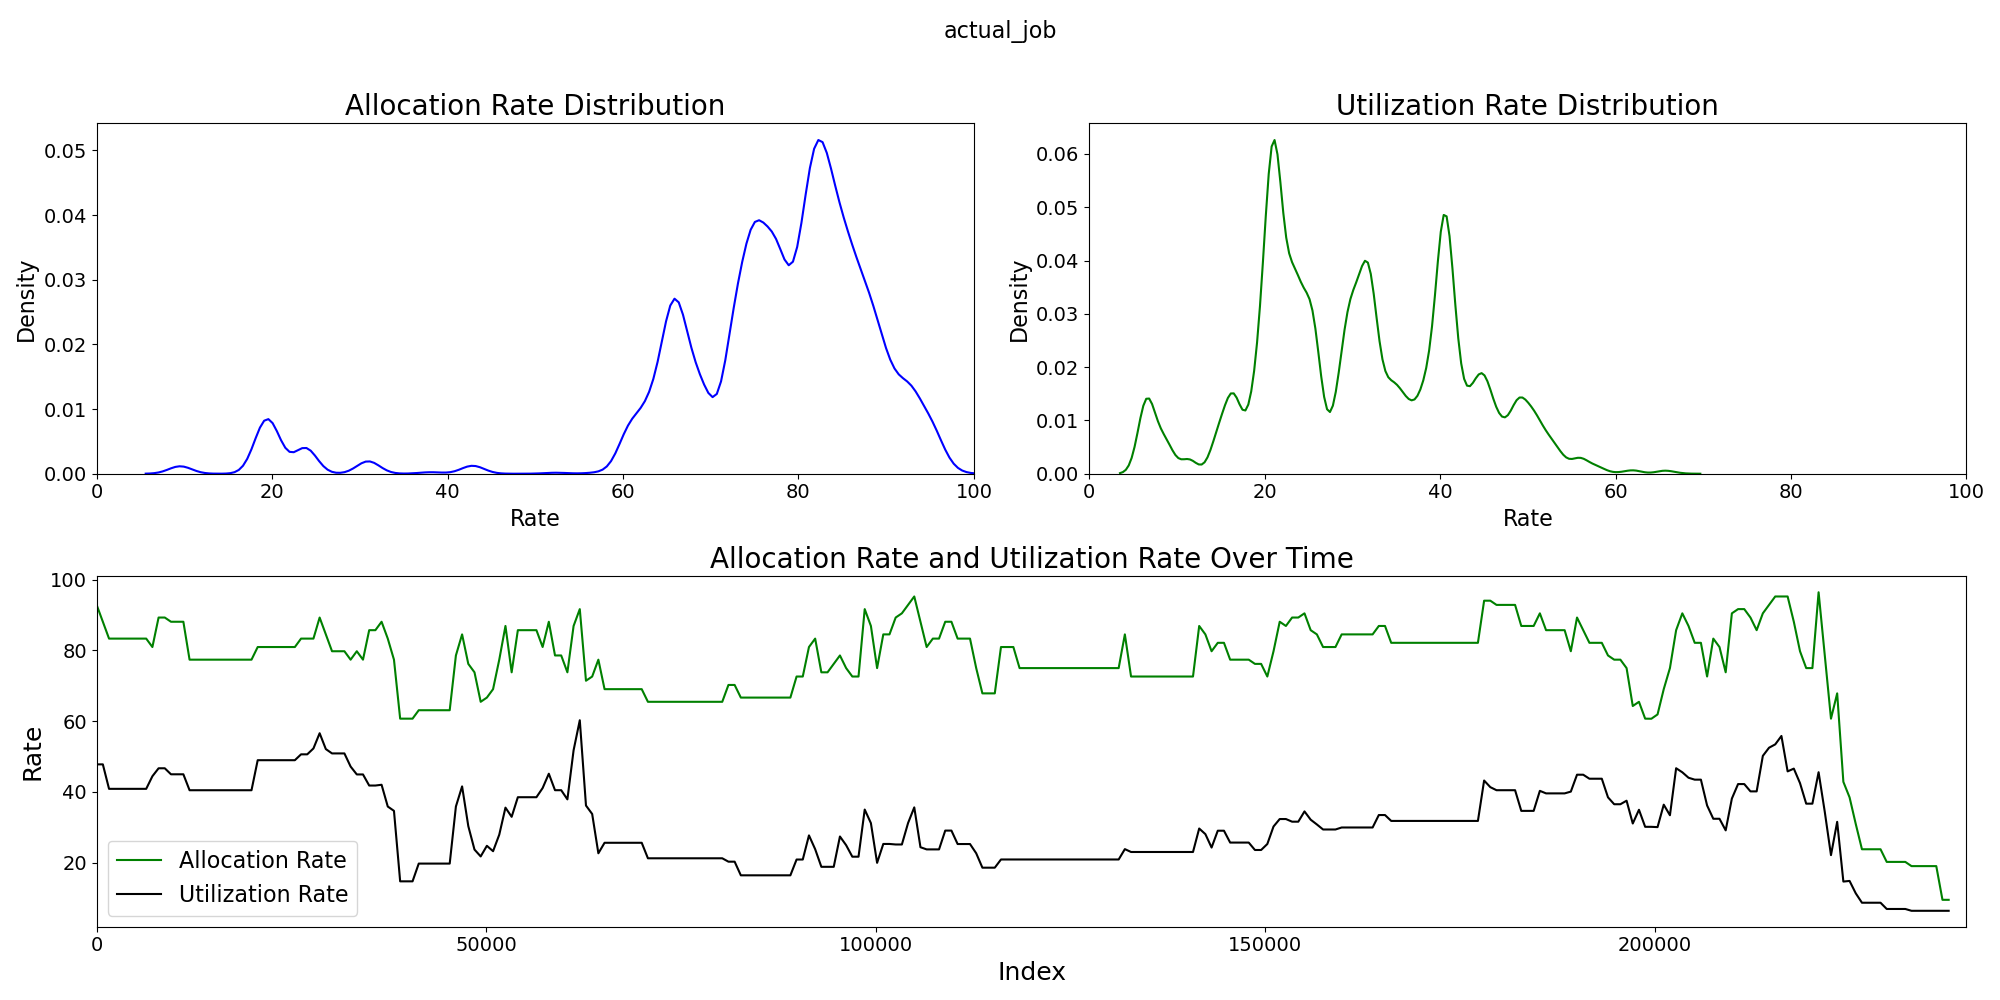 actual_job
Allocation Rate Distribution
Density
0.05
0.04
0.03
0.02
0.01
0.00
0 20 40 60 80 100
Rate
Utilization Rate Distribution
Density
0.06
0.05
0.04
0.03
0.02
0.01
0.00
0 20 40 60 80 100
Rate
Allocation Rate and Utilization Rate Over Time
Rate
100
80
60
40
20
Allocation Rate
Utilization Rate
0 50000 100000 150000 200000
Index